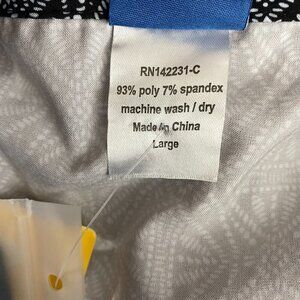 RN142231-C
93% poly 7% spandex
machine wash / dry
Made in China
Large